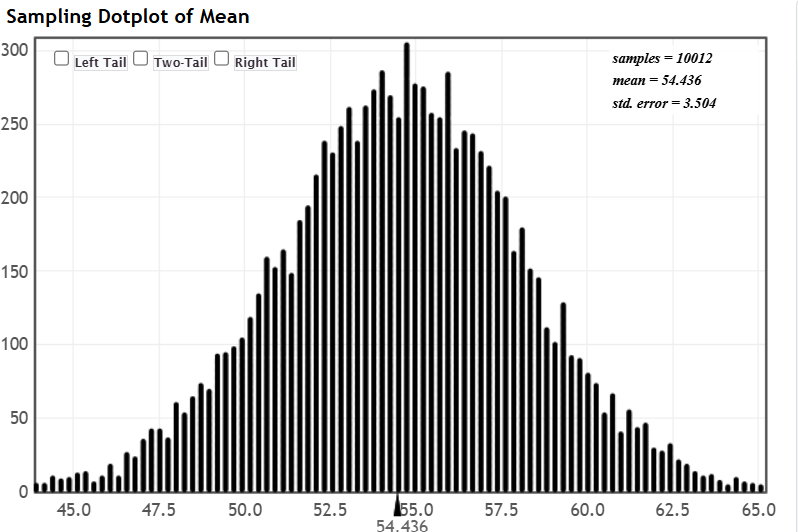 Sampling Dotplot of Mean
Left Tail Two-Tail Right Tail
samples = 10012
mean = 54.436
std. error = 3.504
300
250
200
150
100
50
0
45.0 47.5 50.0 52.5 55.0 57.5 60.0 62.5 65.0
54.436